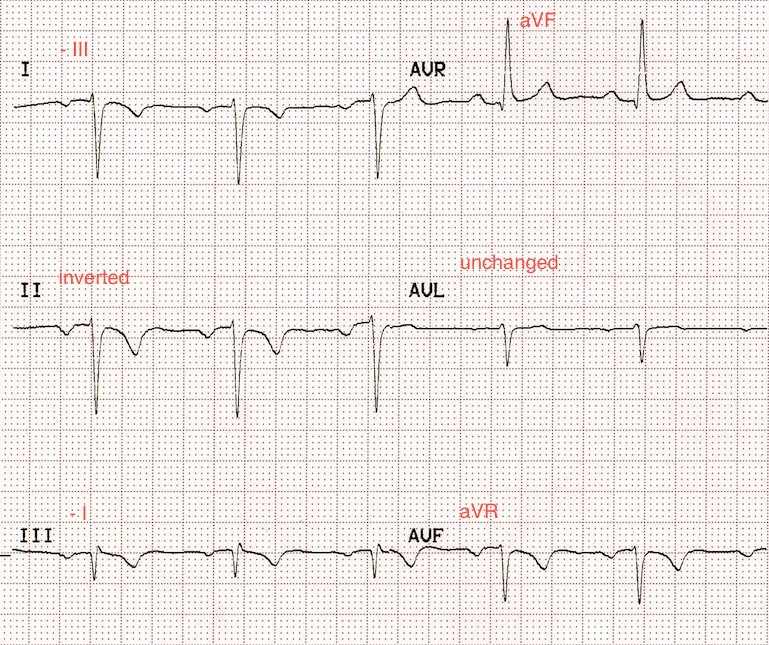 - III
aVF
I
AVR
inverted
unchanged
II
AVL
- I
aVR
III
AVF